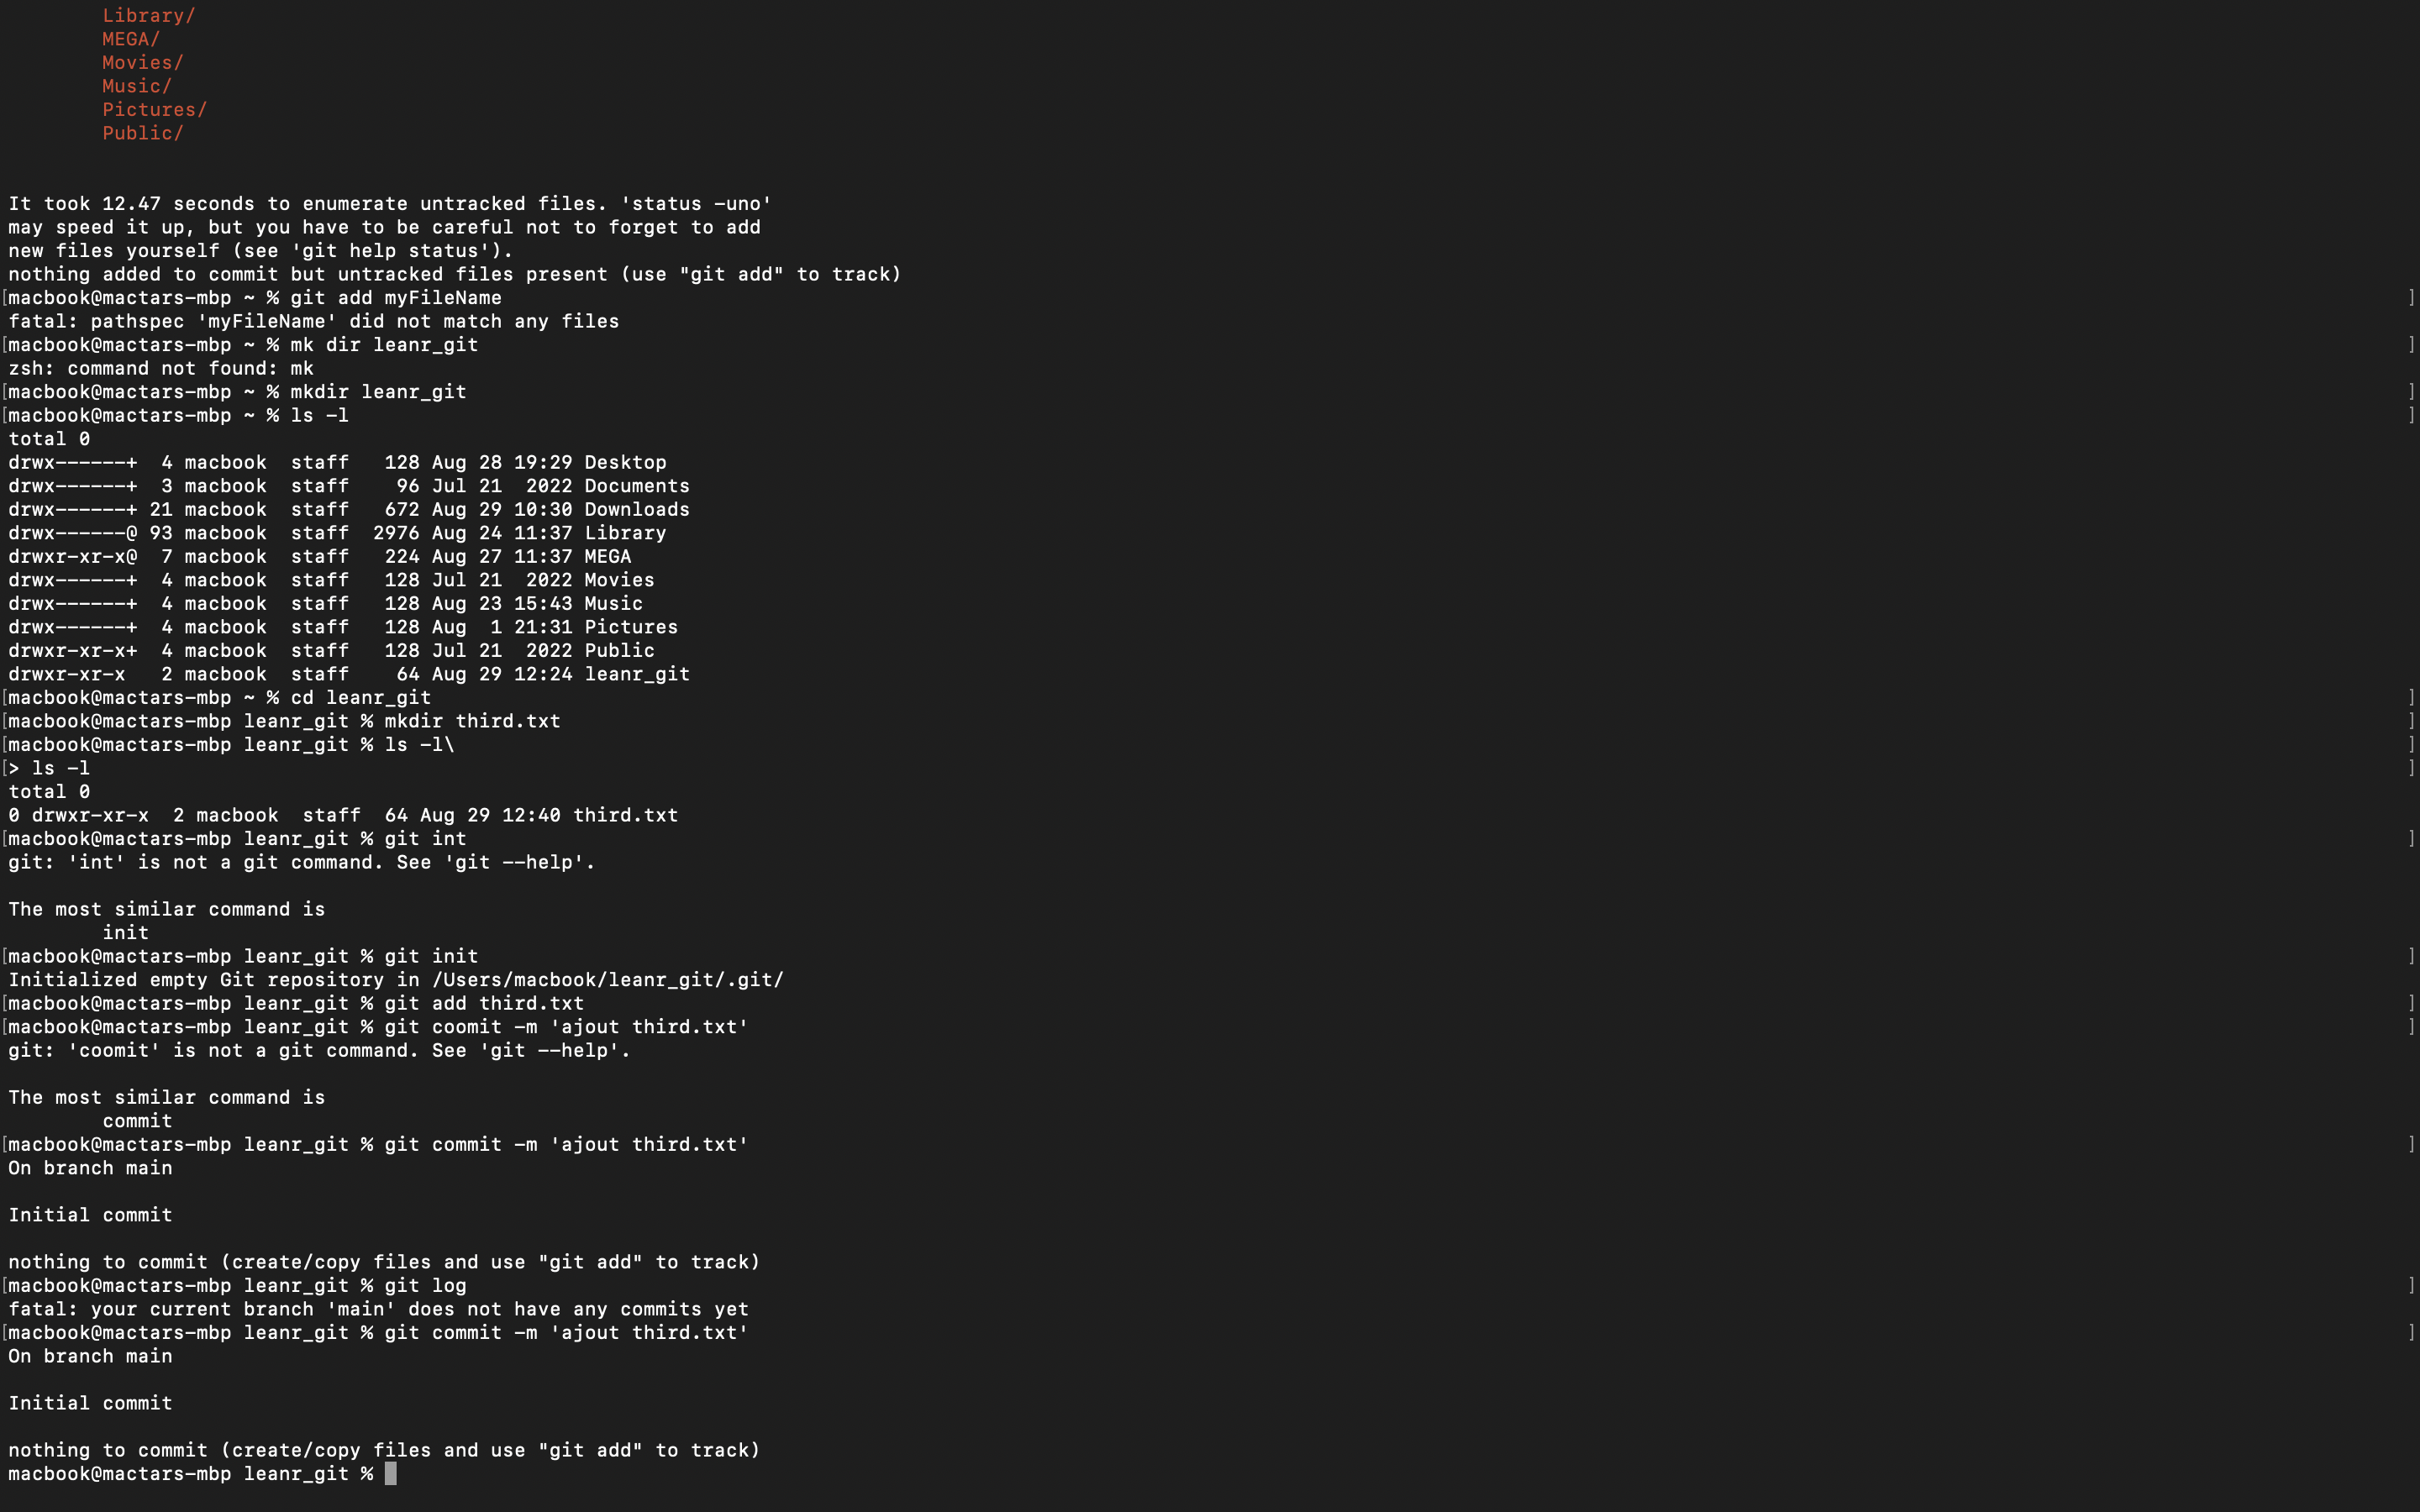 Library/
MEGA/
Movies/
Music/
Pictures/
Public/
It took 12.47 seconds to enumerate untracked files. 'status -uno'
may speed it up, but you have to be careful not to forget to add
new files yourself (see 'git help status').
nothing added to commit but untracked files present (use "git add" to track)
[macbook@mactars-mbp ~ % git add myFileName ]
fatal: pathspec 'myFileName' did not match any files
[macbook@mactars-mbp ~ % mk dir leanr_git ]
zsh: command not found: mk
[macbook@mactars-mbp ~ % mkdir leanr_git ]
[macbook@mactars-mbp ~ % ls -l ]
total 0
drwx------+  4 macbook  staff   128 Aug 28 19:29 Desktop
drwx------+  3 macbook  staff    96 Jul 21  2022 Documents
drwx------+ 21 macbook  staff   672 Aug 29 10:30 Downloads
drwx------@ 93 macbook  staff  2976 Aug 24 11:37 Library
drwxr-xr-x@  7 macbook  staff   224 Aug 27 11:37 MEGA
drwx------+  4 macbook  staff   128 Jul 21  2022 Movies
drwx------+  4 macbook  staff   128 Aug 23 15:43 Music
drwx------+  4 macbook  staff   128 Aug  1 21:31 Pictures
drwxr-xr-x+  4 macbook  staff   128 Jul 21  2022 Public
drwxr-xr-x   2 macbook  staff    64 Aug 29 12:24 leanr_git
[macbook@mactars-mbp ~ % cd leanr_git ]
[macbook@mactars-mbp leanr_git % mkdir third.txt ]
[macbook@mactars-mbp leanr_git % ls -l\ ]
[> ls -l ]
total 0
0 drwxr-xr-x  2 macbook  staff  64 Aug 29 12:40 third.txt
[macbook@mactars-mbp leanr_git % git int ]
git: 'int' is not a git command. See 'git --help'.
The most similar command is
init
[macbook@mactars-mbp leanr_git % git init ]
Initialized empty Git repository in /Users/macbook/leanr_git/.git/
[macbook@mactars-mbp leanr_git % git add third.txt ]
[macbook@mactars-mbp leanr_git % git coomit -m 'ajout third.txt' ]
git: 'coomit' is not a git command. See 'git --help'.
The most similar command is
commit
[macbook@mactars-mbp leanr_git % git commit -m 'ajout third.txt' ]
On branch main
Initial commit
nothing to commit (create/copy files and use "git add" to track)
[macbook@mactars-mbp leanr_git % git log ]
fatal: your current branch 'main' does not have any commits yet
[macbook@mactars-mbp leanr_git % git commit -m 'ajout third.txt' ]
On branch main
Initial commit
nothing to commit (create/copy files and use "git add" to track)
macbook@mactars-mbp leanr_git %